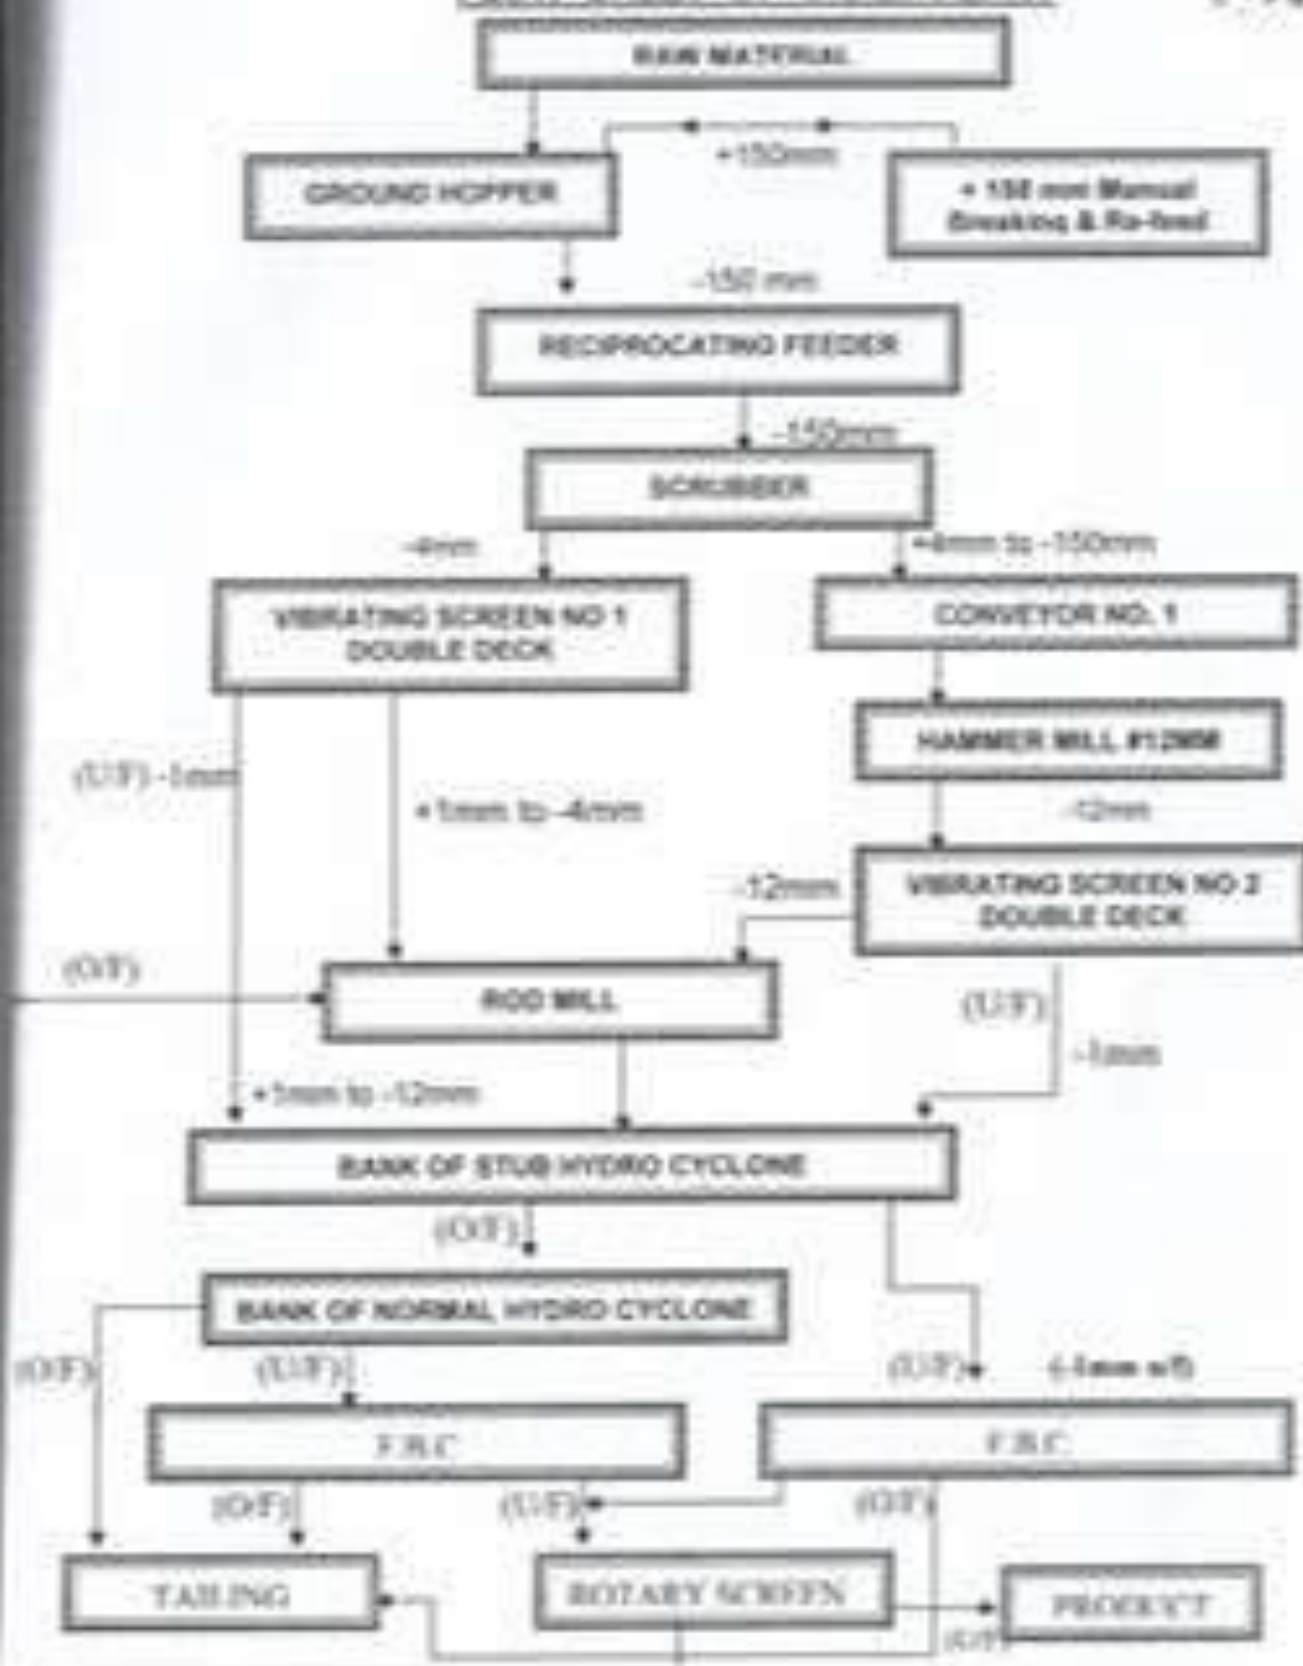 RAW MATERIAL
+150mm
GROUND HOPPER
+ 150 mm Manual
Breaking & Re-feed
-150 mm
RECIPROCATING FEEDER
-150mm
SCRUBBER
-4mm
+4mm to -150mm
VIBRATING SCREEN NO 1
DOUBLE DECK
CONVEYOR NO. 1
HAMMER MILL #12MM
(U/F) -1mm
+1mm to -4mm
-12mm
-12mm
VIBRATING SCREEN NO 2
DOUBLE DECK
(O/F)
ROD MILL
(U/F)
-1mm
+1mm to -12mm
BANK OF STUB HYDRO CYCLONE
(O/F)
BANK OF NORMAL HYDRO CYCLONE
(O/F)
(U/F)
(U/F)
(-1mm
F.B.C
F.B.C
(O/F)
(U/F)
(O/F)
TAILING
ROTARY SCREEN
PRODUCT